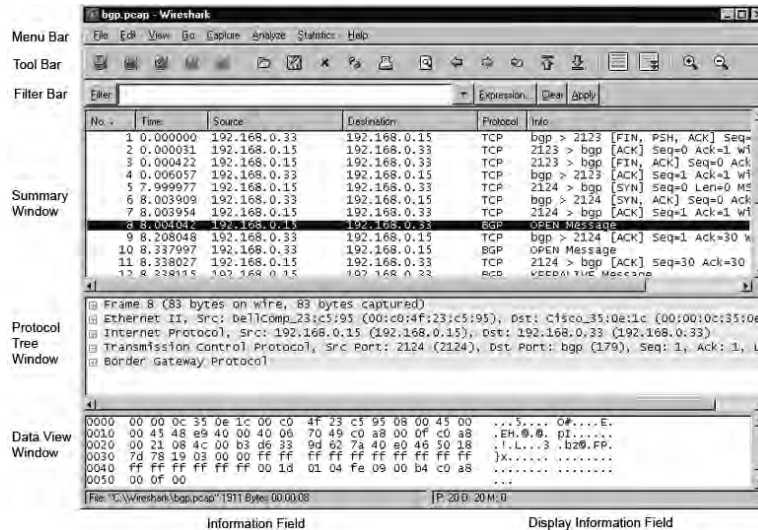 bgp.pcap - Wireshark
Menu Bar
File Edit View Go Capture Analyze Statistics Help
Tool Bar
Filter Bar
Filter: Expression... Clear Apply
No. Time Source Destination Protocol Info
1 0.000000 192.168.0.33 192.168.0.15 TCP bgp > 2123 [FIN, PSH, ACK] Seq=
2 0.000031 192.168.0.15 192.168.0.33 TCP 2123 > bgp [ACK] Seq=0 Ack=1 Wi
3 0.000422 192.168.0.15 192.168.0.33 TCP 2123 > bgp [FIN, ACK] Seq=0 Ack
4 0.006057 192.168.0.33 192.168.0.15 TCP bgp > 2123 [ACK] Seq=1 Ack=1 Wi
Summary Window
5 7.999977 192.168.0.15 192.168.0.33 TCP 2124 > bgp [SYN] Seq=0 Len=0 MS
6 8.003909 192.168.0.33 192.168.0.15 TCP bgp > 2124 [SYN, ACK] Seq=0 Ack
7 8.003954 192.168.0.15 192.168.0.33 TCP 2124 > bgp [ACK] Seq=1 Ack=1 Wi
8 8.004042 192.168.0.15 192.168.0.33 BGP OPEN Message
9 8.208048 192.168.0.33 192.168.0.15 TCP bgp > 2124 [ACK] Seq=1 Ack=30 W
10 8.337997 192.168.0.33 192.168.0.15 BGP OPEN Message
11 8.338027 192.168.0.15 192.168.0.33 TCP 2124 > bgp [ACK] Seq=30 Ack=30
12 8.338115 192.168.0.15 192.168.0.33 BGP KEEPALIVE Message
Protocol Tree Window
Frame 8 (83 bytes on wire, 83 bytes captured)
Ethernet II, Src: DellComp_23:c5:95 (00:c0:4f:23:c5:95), Dst: Cisco_35:0e:1c (00:00:0c:35:0e
Internet Protocol, Src: 192.168.0.15 (192.168.0.15), Dst: 192.168.0.33 (192.168.0.33)
Transmission Control Protocol, Src Port: 2124 (2124), Dst Port: bgp (179), Seq: 1, Ack: 1, L
Border Gateway Protocol
Data View Window
0000 00 00 0c 35 0e 1c 00 c0 4f 23 c5 95 08 00 45 00 ...5.... O#....E.
0010 00 45 48 e9 40 00 40 06 70 49 c0 a8 00 0f c0 a8 .EH.@.@. pI......
0020 00 21 08 4c 00 b3 d6 33 9d 62 7a 40 e0 46 50 18 .!.L...3 .bz@.FP.
0030 7d 78 19 03 00 00 ff ff ff ff ff ff ff ff ff ff }x...... ........
0040 ff ff ff ff ff ff 00 1d 01 04 fe 09 00 b4 c0 a8 ........ ........
0050 00 0f 00 ...
File: "C:\Wireshark\bgp.pcap" 1911 Bytes 00:00:08 P: 20 D: 20 M: 0
Information Field Display Information Field